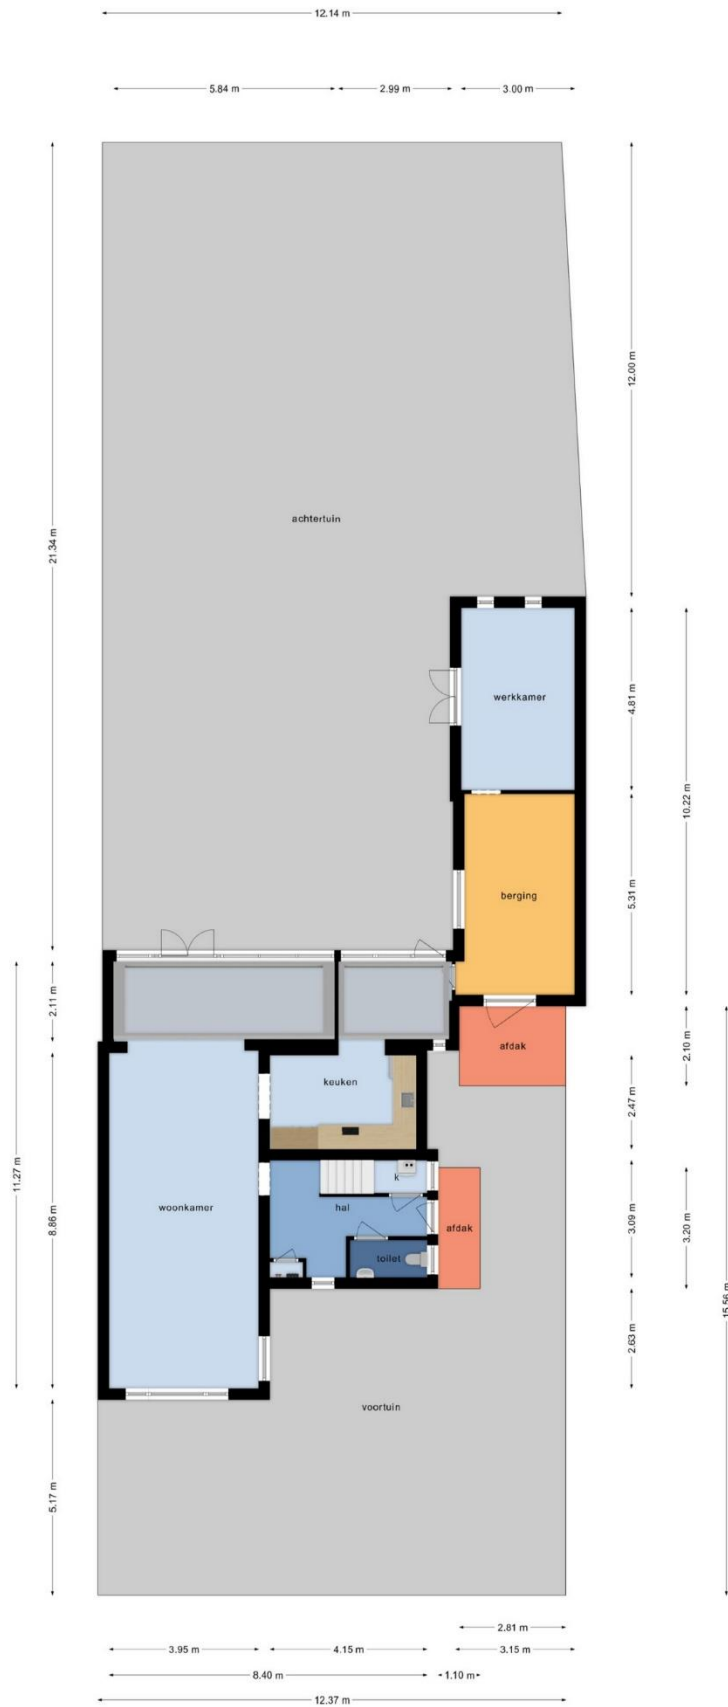 12.14 m
5.84 m
2.99 m
3.00 m
12.00 m
achtertuin
21.34 m
werkkamer
4.81 m
10.22 m
berging
5.31 m
2.11 m
afdak
2.10 m
keuken
2.47 m
11.27 m
8.86 m
woonkamer
k
hal
afdak
toilet
3.09 m
3.20 m
15.56 m
2.63 m
voortuin
5.17 m
2.81 m
3.95 m
4.15 m
3.15 m
8.40 m
1.10 m
12.37 m